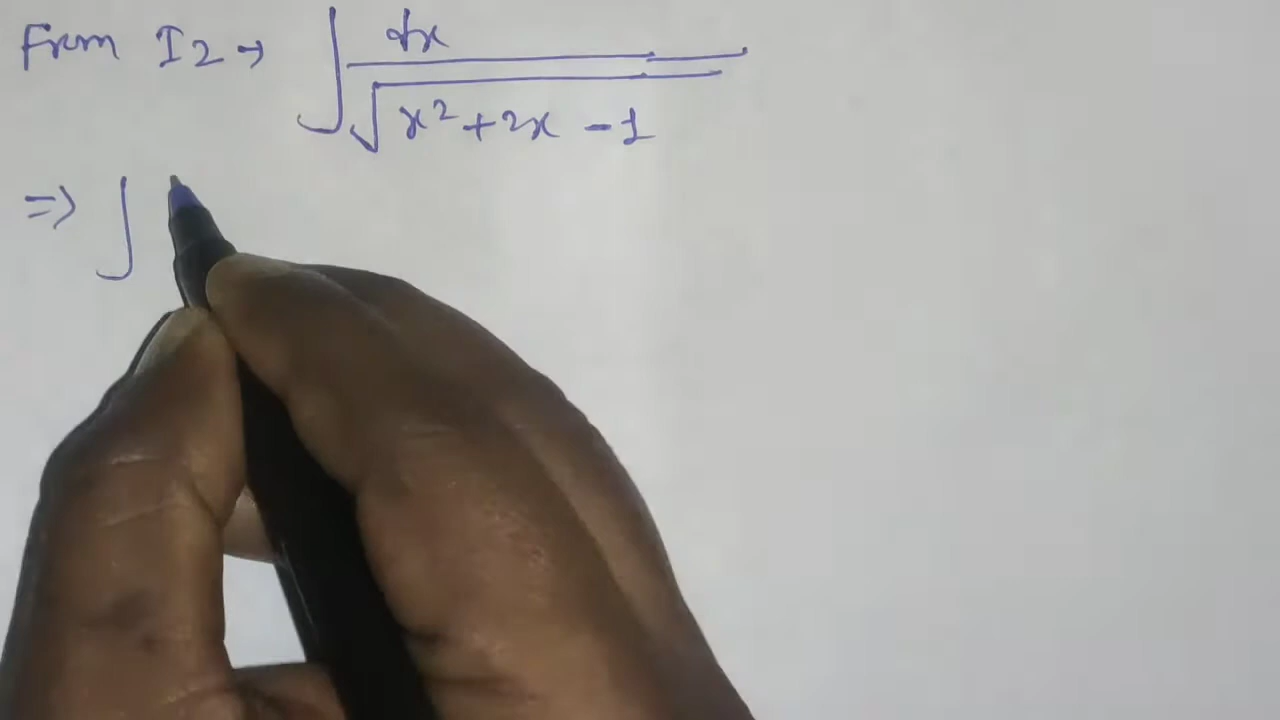 From I2 → ∫ dx / √(x² + 2x - 1)
⇒ ∫